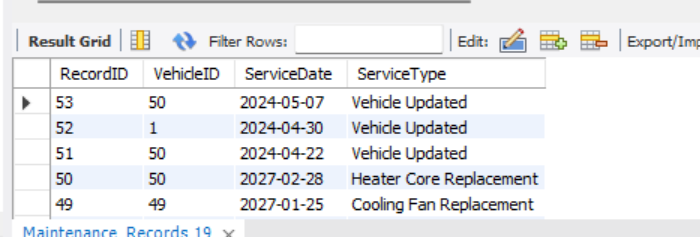 Result Grid Filter Rows: Edit: Export/Imp
RecordID VehicleID ServiceDate ServiceType
53 50 2024-05-07 Vehicle Updated
52 1 2024-04-30 Vehicle Updated
51 50 2024-04-22 Vehicle Updated
50 50 2027-02-28 Heater Core Replacement
49 49 2027-01-25 Cooling Fan Replacement
Maintenance_Records 19